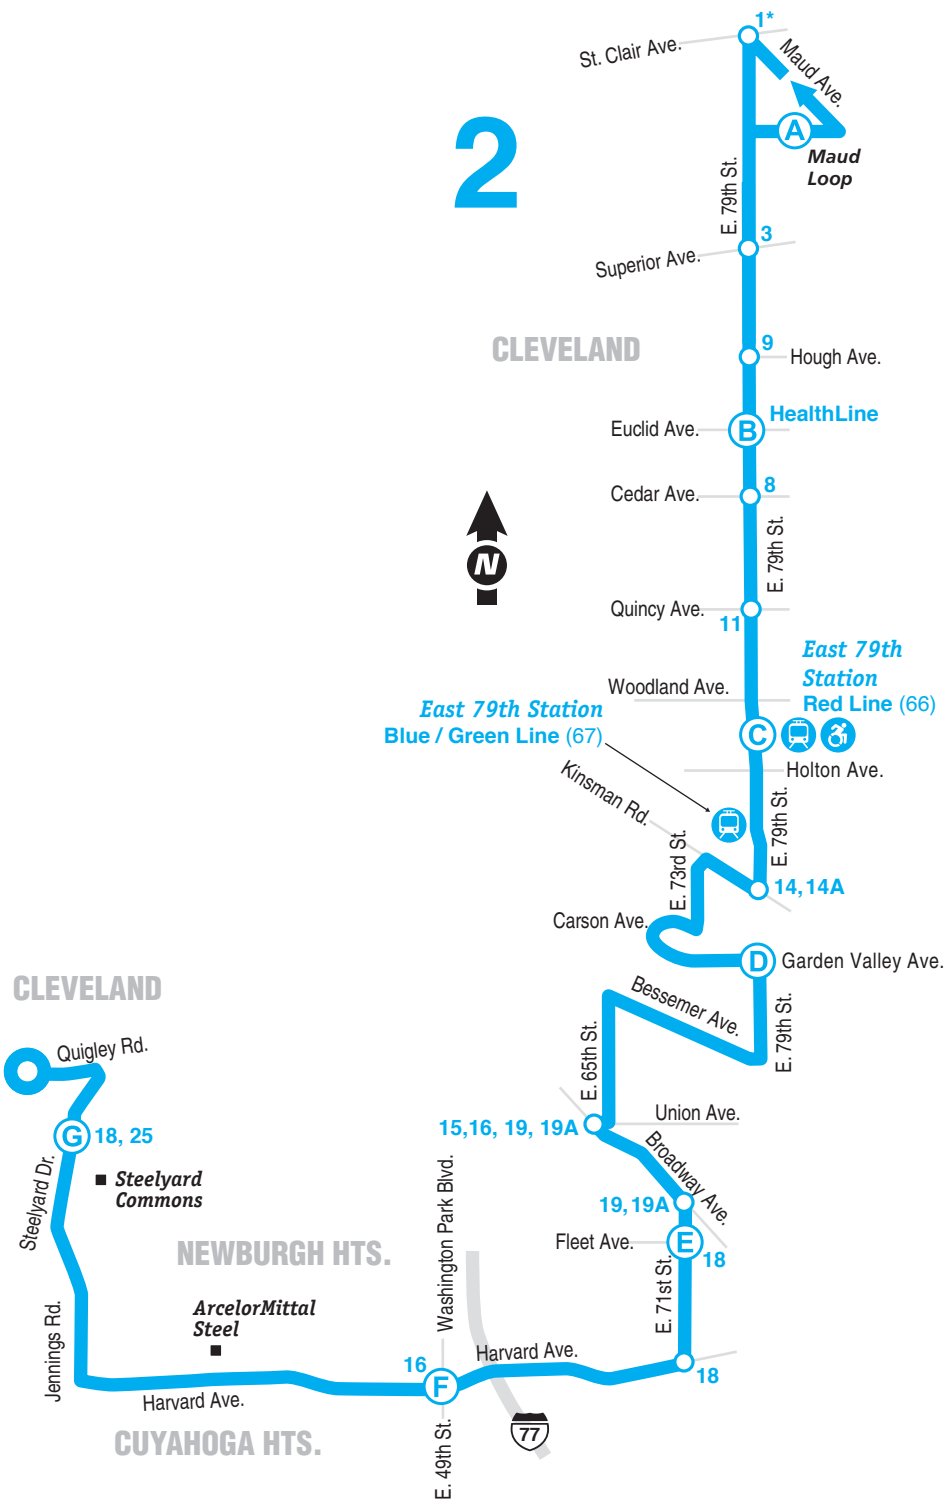 1*
St. Clair Ave.
Maud Ave.
2
A
Maud
Loop
E. 79th St.
3
Superior Ave.
CLEVELAND
9
Hough Ave.
HealthLine
Euclid Ave.
B
8
Cedar Ave.
E. 79th St.
N
Quincy Ave.
11
East 79th
Station
Red Line (66)
Woodland Ave.
East 79th Station
Blue / Green Line (67)
C
Holton Ave.
Kinsman Rd.
E. 79th St.
E. 73rd St.
14, 14A
Carson Ave.
D
Garden Valley Ave.
CLEVELAND
Bessemer Ave.
E. 79th St.
Quigley Rd.
E. 65th St.
Union Ave.
15,16, 19, 19A
G
18, 25
Broadway Ave.
Steelyard Dr.
Steelyard
Commons
Washington Park Blvd.
19, 19A
Fleet Ave.
E
18
NEWBURGH HTS.
E. 71st St.
ArcelorMittal
Steel
Jennings Rd.
Harvard Ave.
16
F
18
Harvard Ave.
77
CUYAHOGA HTS.
E. 49th St.